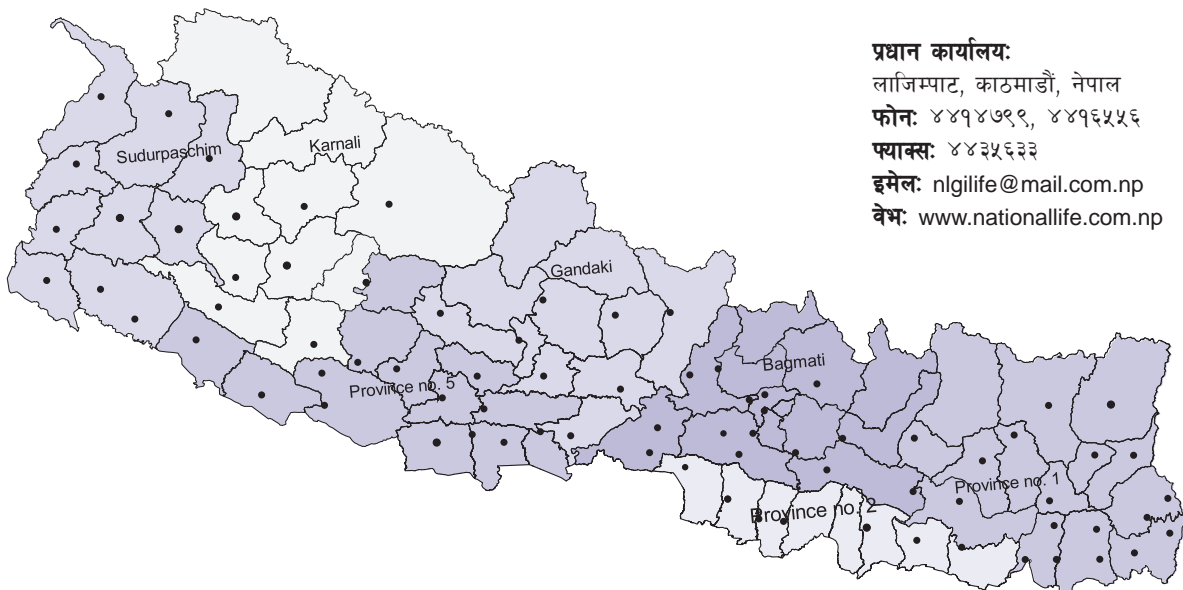 प्रधान कार्यालयः
लाजिम्पाट, काठमाडौं, नेपाल
फोनः ४४१४७९९, ४४१६५५६
फ्याक्सः ४४३५६३३
इमेलः nlgilife@mail.com.np
वेभः www.nationallife.com.np
Sudurpaschim
Karnali
Gandaki
Bagmati
Province no. 5
Province no. 1
Province no. 2